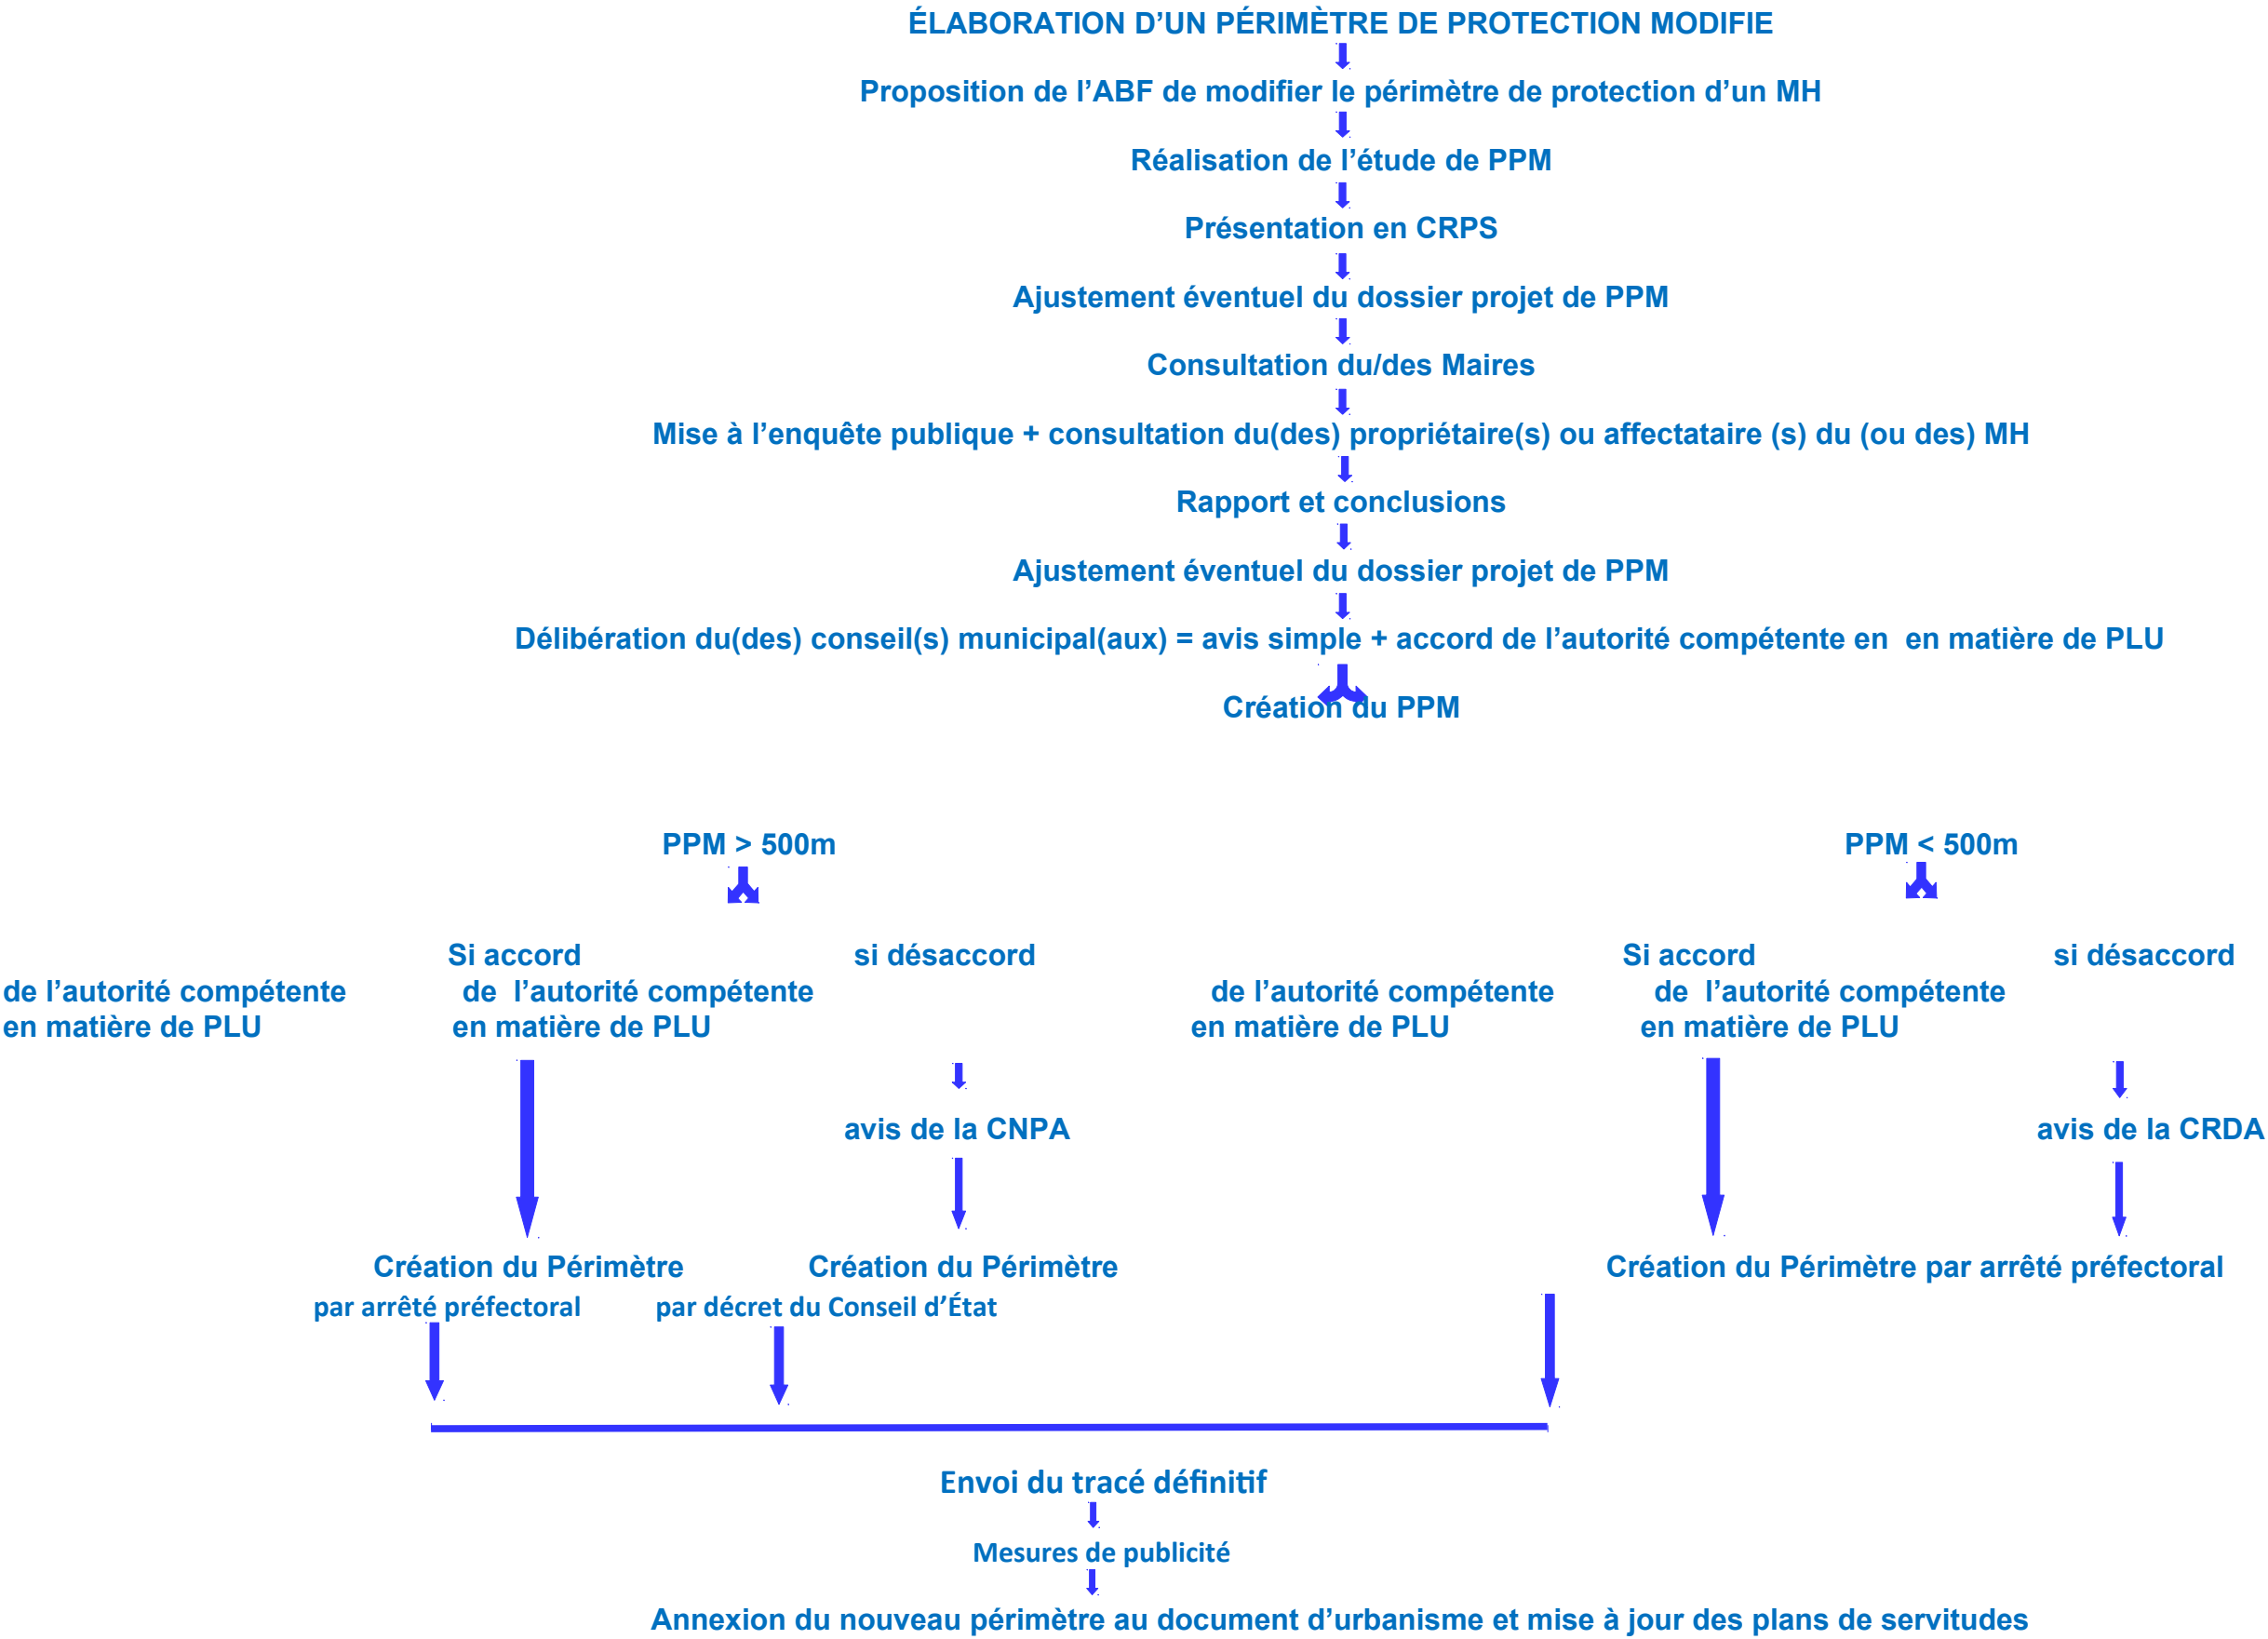 ÉLABORATION D’UN PÉRIMÈTRE DE PROTECTION MODIFIE
Proposition de l’ABF de modifier le périmètre de protection d’un MH
Réalisation de l’étude de PPM
Présentation en CRPS
Ajustement éventuel du dossier projet de PPM
Consultation du/des Maires
Mise à l’enquête publique + consultation du(des) propriétaire(s) ou affectataire (s) du (ou des) MH
Rapport et conclusions
Ajustement éventuel du dossier projet de PPM
Délibération du(des) conseil(s) municipal(aux) = avis simple + accord de l’autorité compétente en en matière de PLU
Création du PPM
PPM > 500m PPM < 500m
Si accord si désaccord Si accord si désaccord
de l’autorité compétente de l’autorité compétente de l’autorité compétente de l’autorité compétente
en matière de PLU en matière de PLU en matière de PLU en matière de PLU
avis de la CNPA avis de la CRDA
Création du Périmètre Création du Périmètre Création du Périmètre par arrêté préfectoral
par arrêté préfectoral par décret du Conseil d’État
Envoi du tracé définitif
Mesures de publicité
Annexion du nouveau périmètre au document d’urbanisme et mise à jour des plans de servitudes